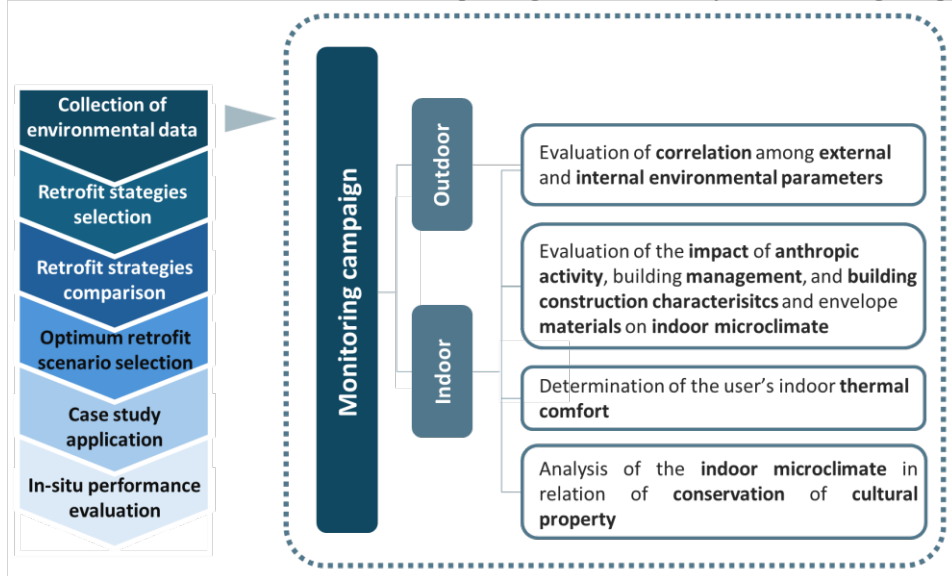 Collection of
environmental data
Retrofit stategies
selection
Retrofit strategies
comparison
Optimum retrofit
scenario selection
Case study
application
In-situ performance
evaluation
Monitoring campaign
Outdoor
Indoor
Evaluation of correlation among external
and internal environmental parameters
Evaluation of the impact of anthropic
activity, building management, and building
construction characterisitcs and envelope
materials on indoor microclimate
Determination of the user's indoor thermal
comfort
Analysis of the indoor microclimate in
relation of conservation of cultural
property